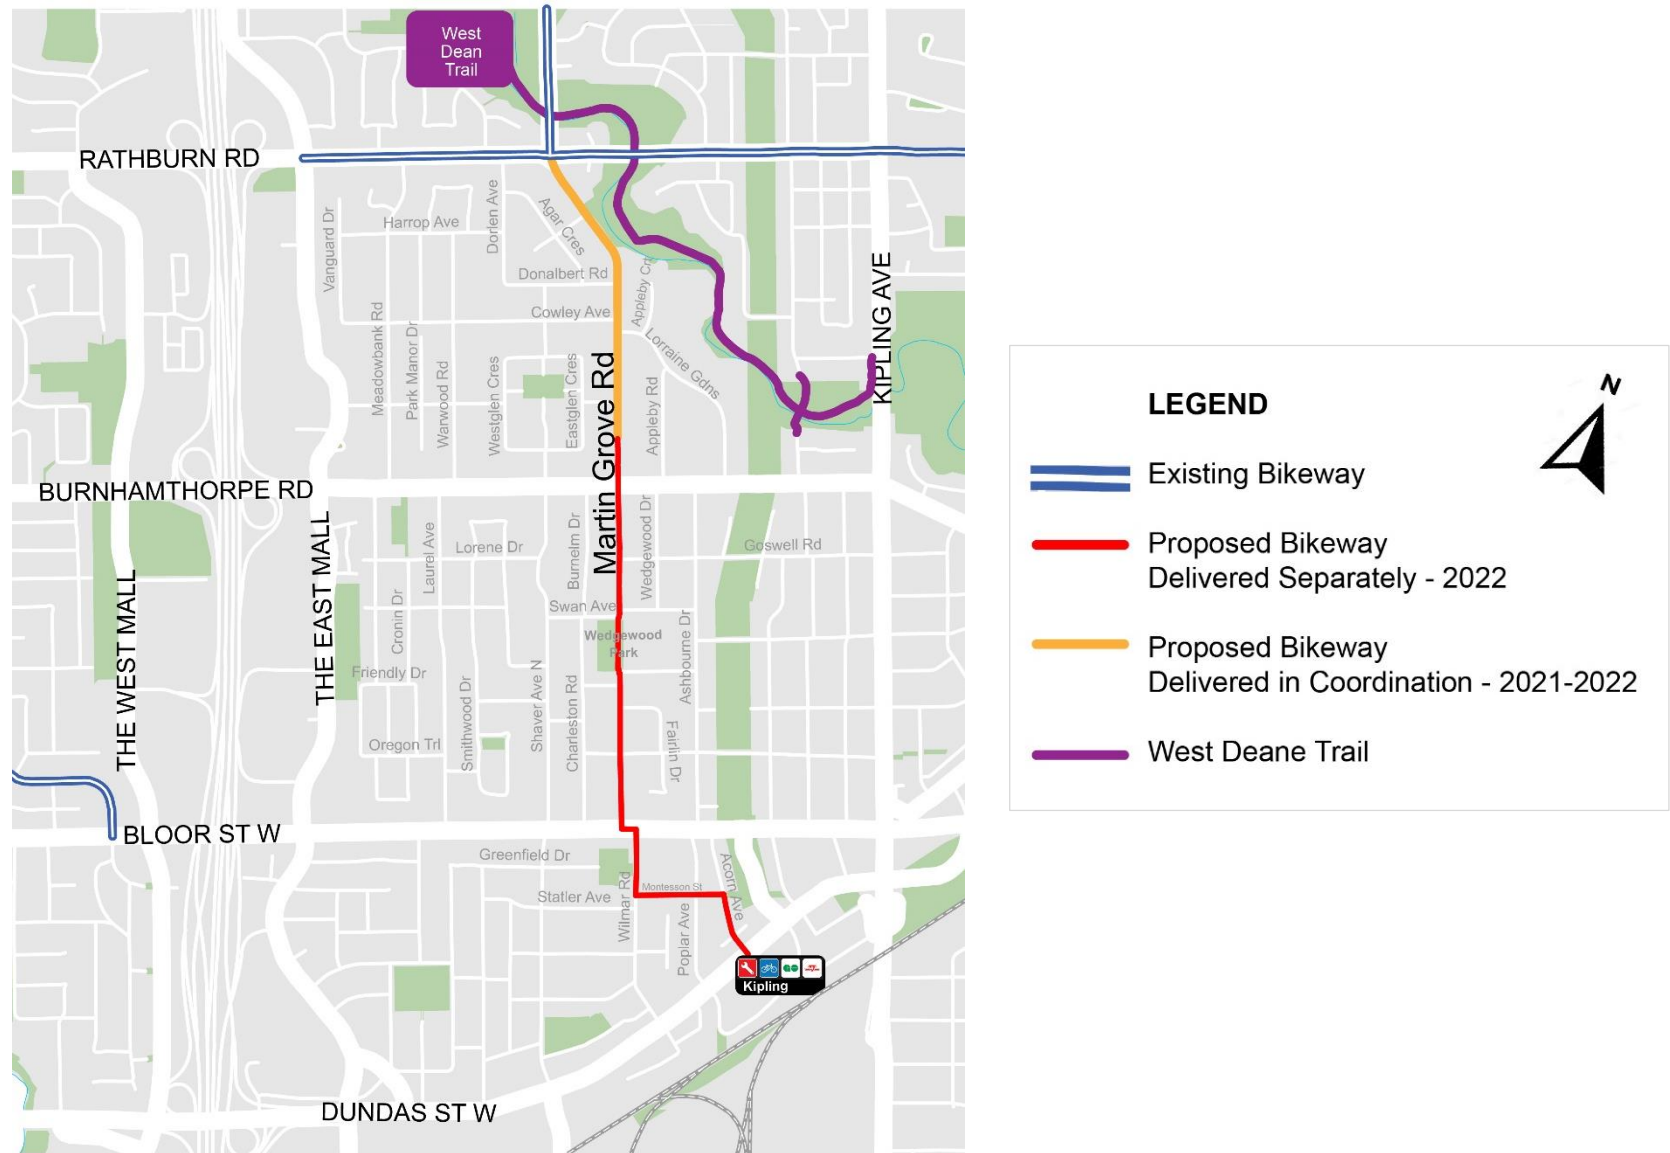 West
Dean
Trail
RATHBURN RD
Harrop Ave
Vanguard Dr
Dorlen Ave
Agar Cres
Donalbert Rd
Appleby Crt
Cowley Ave
KIPLING AVE
Meadowbank Rd
Park Manor Dr
Warwood Rd
Westglen Cres
Eastglen Cres
Martin Grove Rd
Lorraine Gdns
Appleby Rd
BURNHAMTHORPE RD
THE EAST MALL
THE WEST MALL
Laurel Ave
Lorene Dr
Burnelm Dr
Wedgewood Dr
Goswell Rd
Cronin Dr
Swan Ave
Wedgewood
Park
Ashbourne Dr
Friendly Dr
Smithwood Dr
Shaver Ave N
Charleston Rd
Fairlin Dr
Oregon Trl
BLOOR ST W
Greenfield Dr
Statler Ave
Wilmar Rd
Montesson St
Acorn Ave
Poplar Ave
Kipling
DUNDAS ST W
LEGEND
N
Existing Bikeway
Proposed Bikeway
Delivered Separately - 2022
Proposed Bikeway
Delivered in Coordination - 2021-2022
West Deane Trail